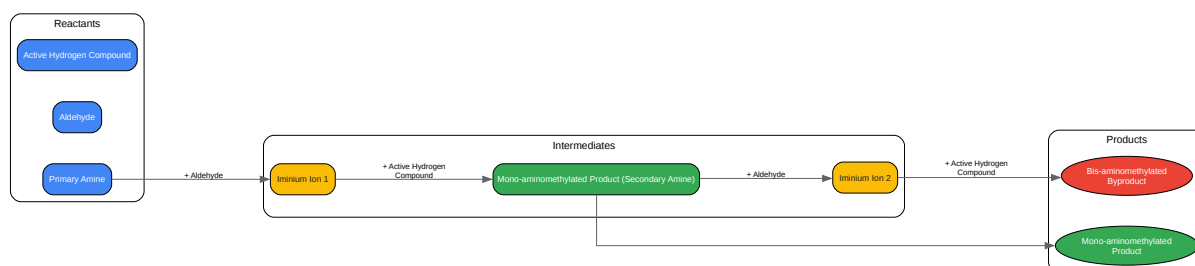 Reactants
Active Hydrogen Compound
Aldehyde
Primary Amine
+ Aldehyde
Intermediates
Iminium Ion 1
+ Active Hydrogen
Compound
Mono-aminomethylated Product (Secondary Amine)
+ Aldehyde
Iminium Ion 2
+ Active Hydrogen
Compound
Products
Bis-aminomethylated
Byproduct
Mono-aminomethylated
Product